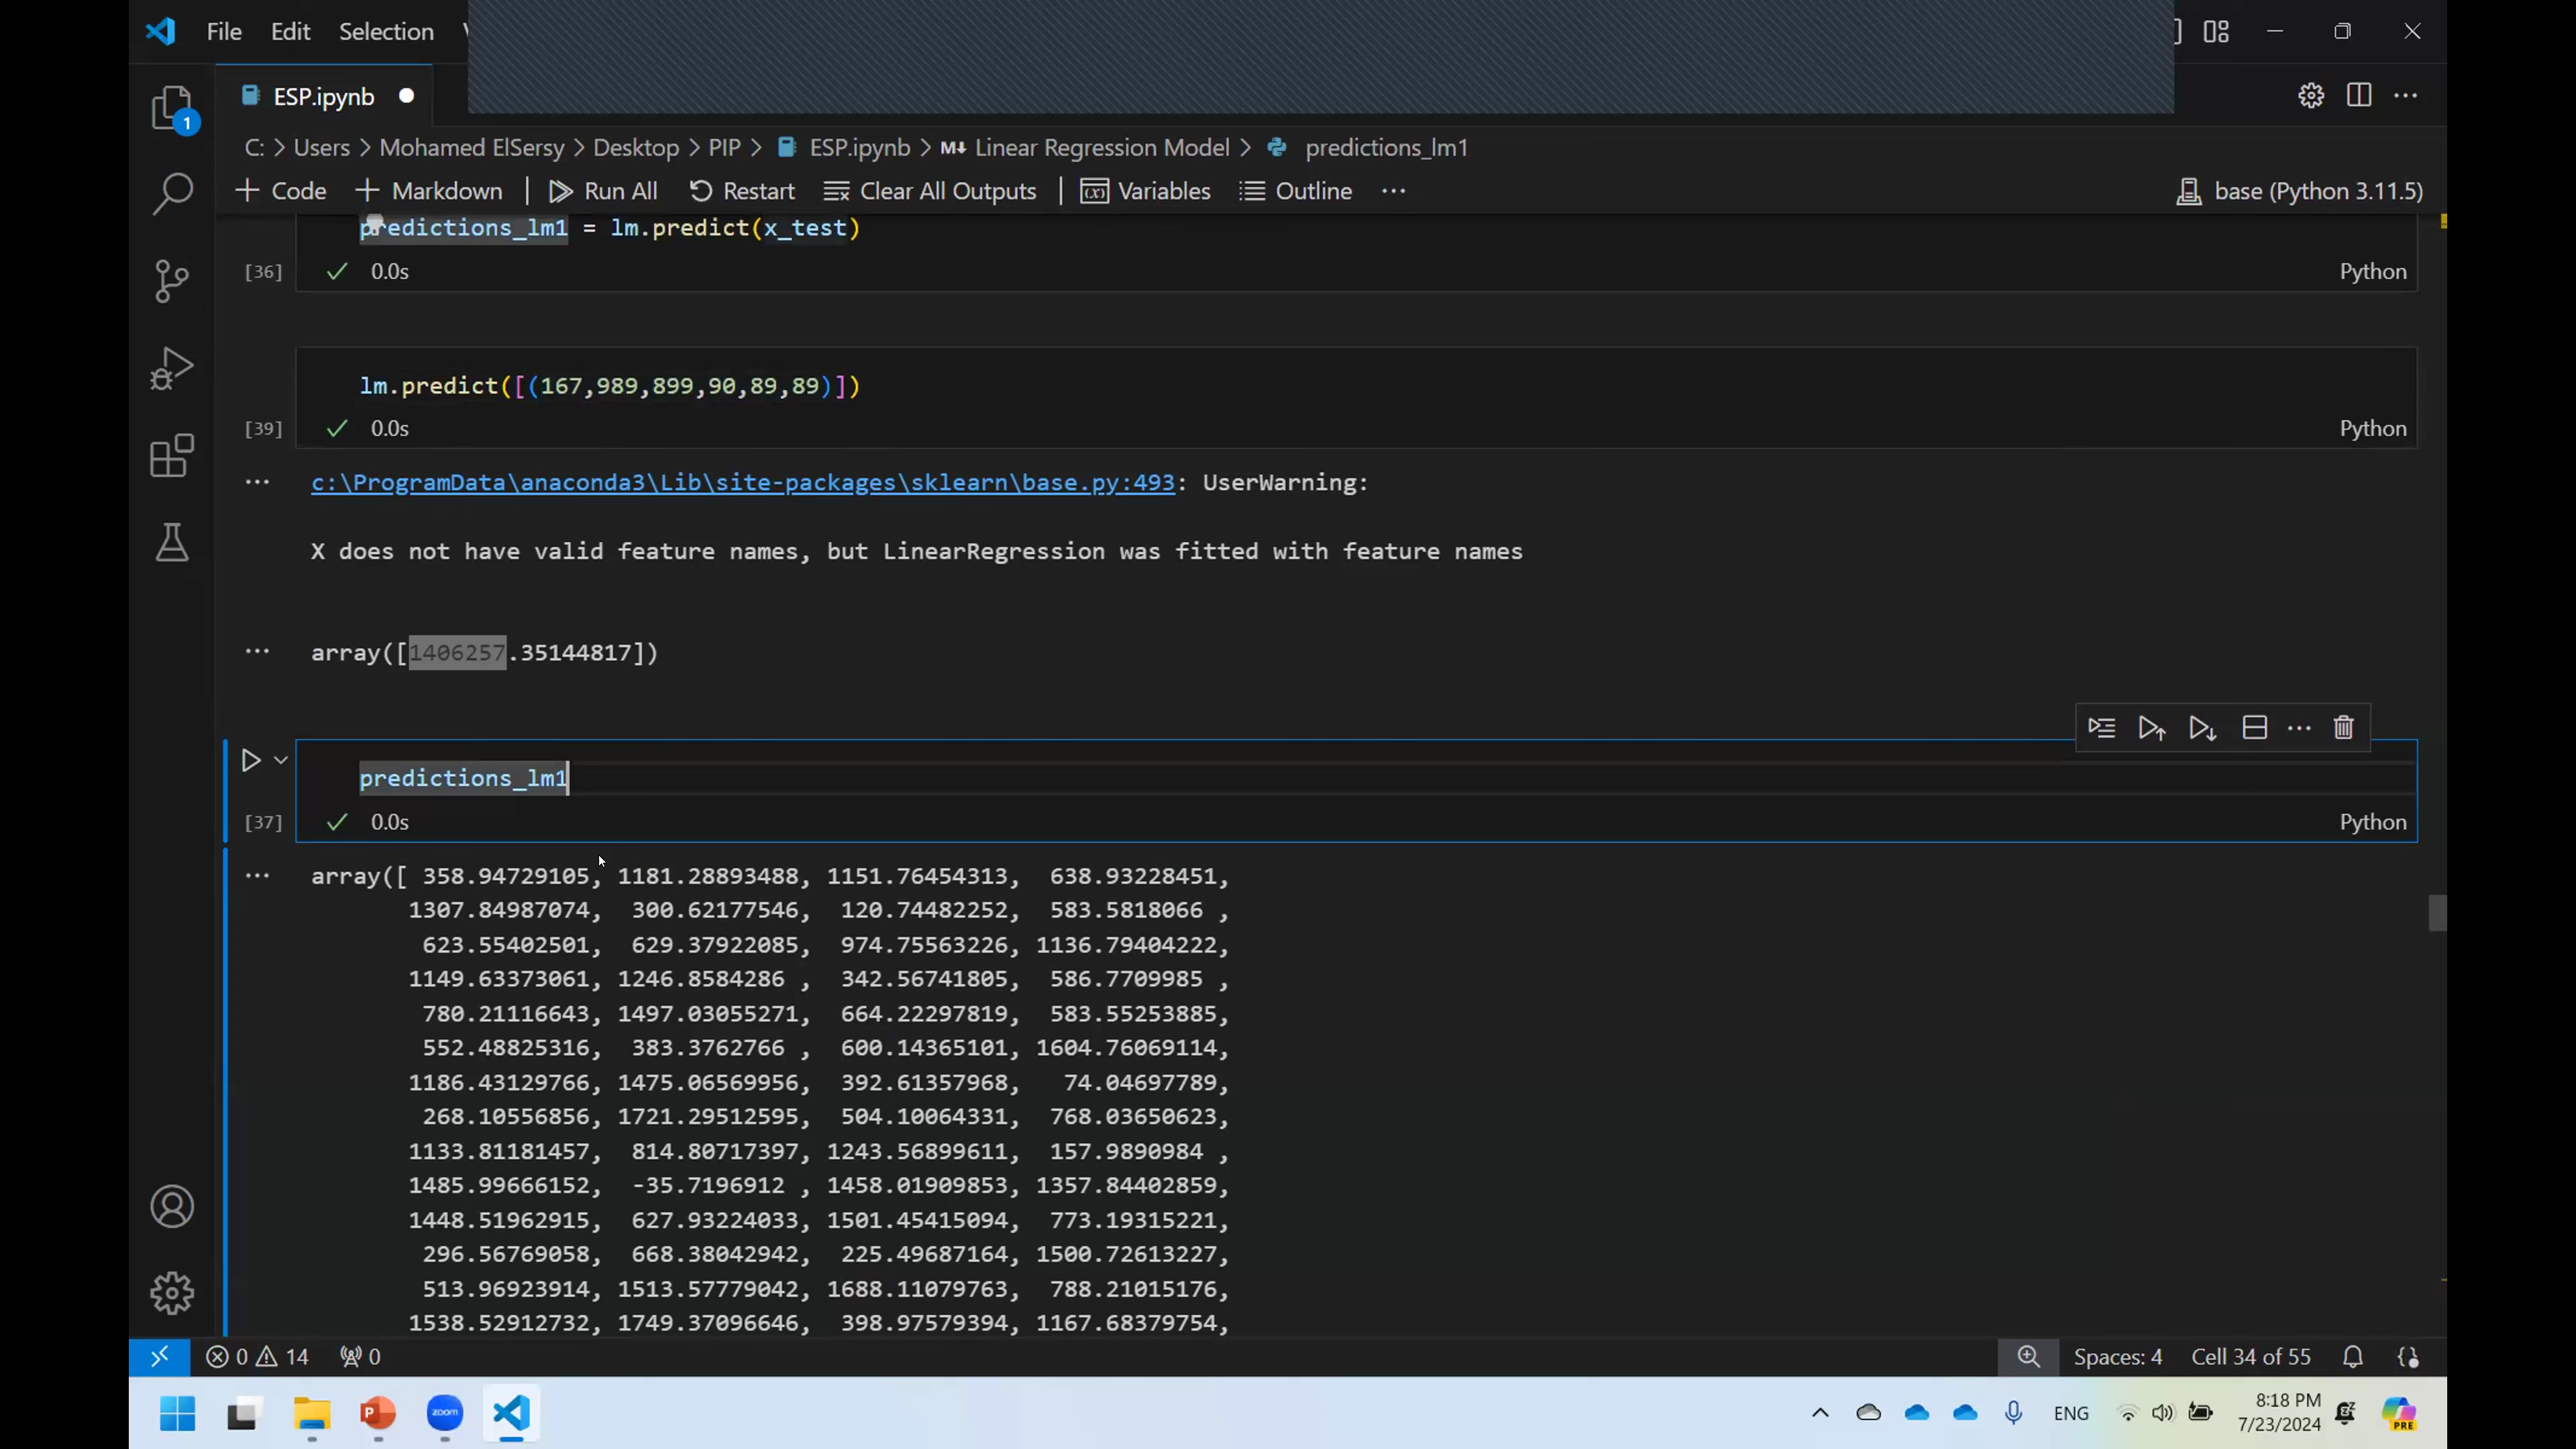 File Edit Selection
ESP.ipynb
1
C: > Users > Mohamed ElSersy > Desktop > PIP > ESP.ipynb > M↓ Linear Regression Model > predictions_lm1
+ Code + Markdown | Run All Restart Clear All Outputs | Variables Outline ... base (Python 3.11.5)
predictions_lm1 = lm.predict(x_test)
[36] ✓ 0.0s Python
lm.predict([(167,989,899,90,89,89)])
[39] ✓ 0.0s Python
... c:\ProgramData\anaconda3\Lib\site-packages\sklearn\base.py:493: UserWarning:
X does not have valid feature names, but LinearRegression was fitted with feature names
... array([1406257.35144817])
predictions_lm1
[37] ✓ 0.0s Python
... array([ 358.94729105, 1181.28893488, 1151.76454313, 638.93228451,
1307.84987074, 300.62177546, 120.74482252, 583.5818066 ,
623.55402501, 629.37922085, 974.75563226, 1136.79404222,
1149.63373061, 1246.8584286 , 342.56741805, 586.7709985 ,
780.21116643, 1497.03055271, 664.22297819, 583.55253885,
552.48825316, 383.3762766 , 600.14365101, 1604.76069114,
1186.43129766, 1475.06569956, 392.61357968, 74.04697789,
268.10556856, 1721.29512595, 504.10064331, 768.03650623,
1133.81181457, 814.80717397, 1243.56899611, 157.9890984 ,
1485.99666152, -35.7196912 , 1458.01909853, 1357.84402859,
1448.51962915, 627.93224033, 1501.45415094, 773.19315221,
296.56769058, 668.38042942, 225.49687164, 1500.72613227,
513.96923914, 1513.57779042, 1688.11079763, 788.21015176,
1538.52912732, 1749.37096646, 398.97579394, 1167.68379754,
0 14 0 Spaces: 4 Cell 34 of 55
P zoom ENG 8:18 PM
7/23/2024 PRE